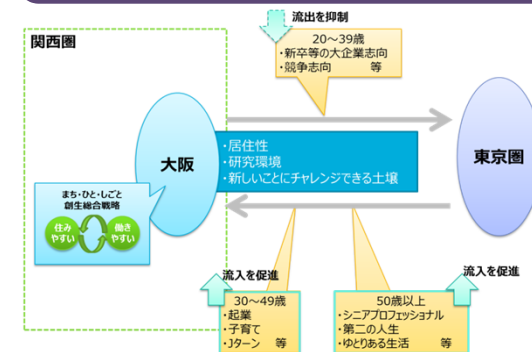 流出を抑制
関西圏
20～39歳
・新卒等の大企業志向
・競争志向　　等
大阪
・居住性
・研究環境
・新しいことにチャレンジできる土壌
東京圏
まち・ひと・しごと
創生総合戦略
住み
やすい
働き
やすい
流入を促進
30～49歳
・起業
・子育て
・Jターン　等
流入を促進
50歳以上
・シニアプロフェッショナル
・第二の人生
・ゆとりある生活　　等